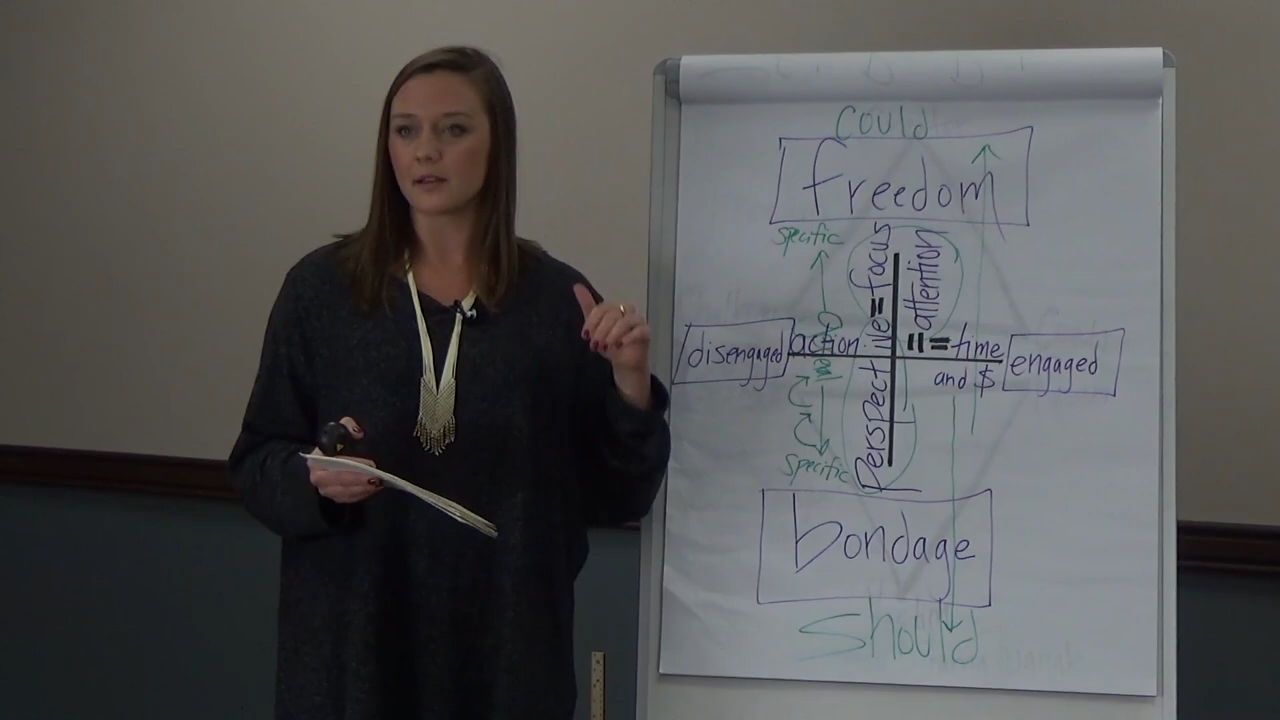 Could
freedom
specific
Perspective = focus
= attention
disengaged
action
= time
and $
engaged
specific
bondage
should